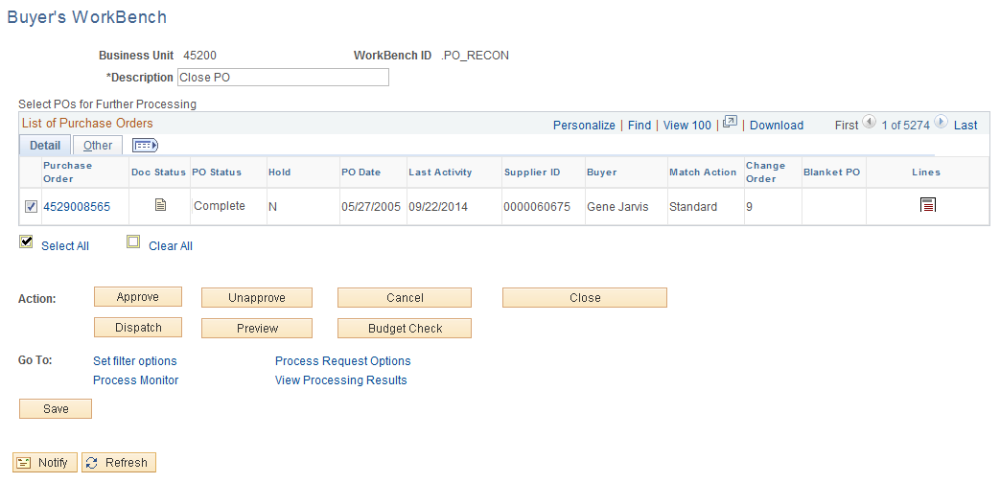 Buyer's WorkBench
Business Unit 45200 WorkBench ID .PO_RECON
*Description Close PO
Select POs for Further Processing
List of Purchase Orders Personalize | Find | View 100 | | Download First 1 of 5274 Last
Detail Other
Purchase Order Doc Status PO Status Hold PO Date Last Activity Supplier ID Buyer Match Action Change Order Blanket PO Lines
4529008565 Complete N 05/27/2005 09/22/2014 0000060675 Gene Jarvis Standard 9
Select All Clear All
Action: Approve Unapprove Cancel Close
Dispatch Preview Budget Check
Go To: Set filter options Process Request Options
Process Monitor View Processing Results
Save
Notify Refresh